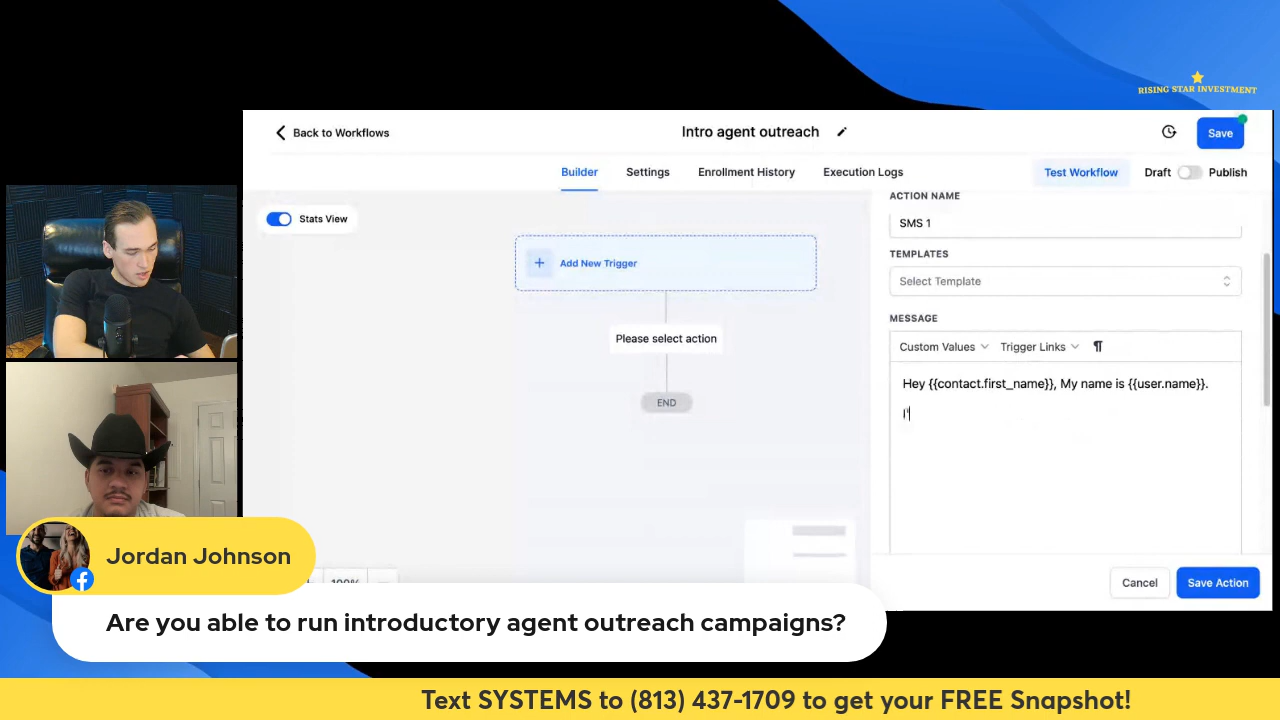 RISING STAR INVESTMENT
Back to Workflows
Intro agent outreach
Save
Builder
Settings
Enrollment History
Execution Logs
Test Workflow
Draft
Publish
Stats View
Add New Trigger
Please select action
END
ACTION NAME
SMS 1
TEMPLATES
Select Template
MESSAGE
Custom Values
Trigger Links
¶
Hey {{contact.first_name}}, My name is {{user.name}}.
I'
Cancel
Save Action
100%
Jordan Johnson
Are you able to run introductory agent outreach campaigns?
Text SYSTEMS to (813) 437-1709 to get your FREE Snapshot!